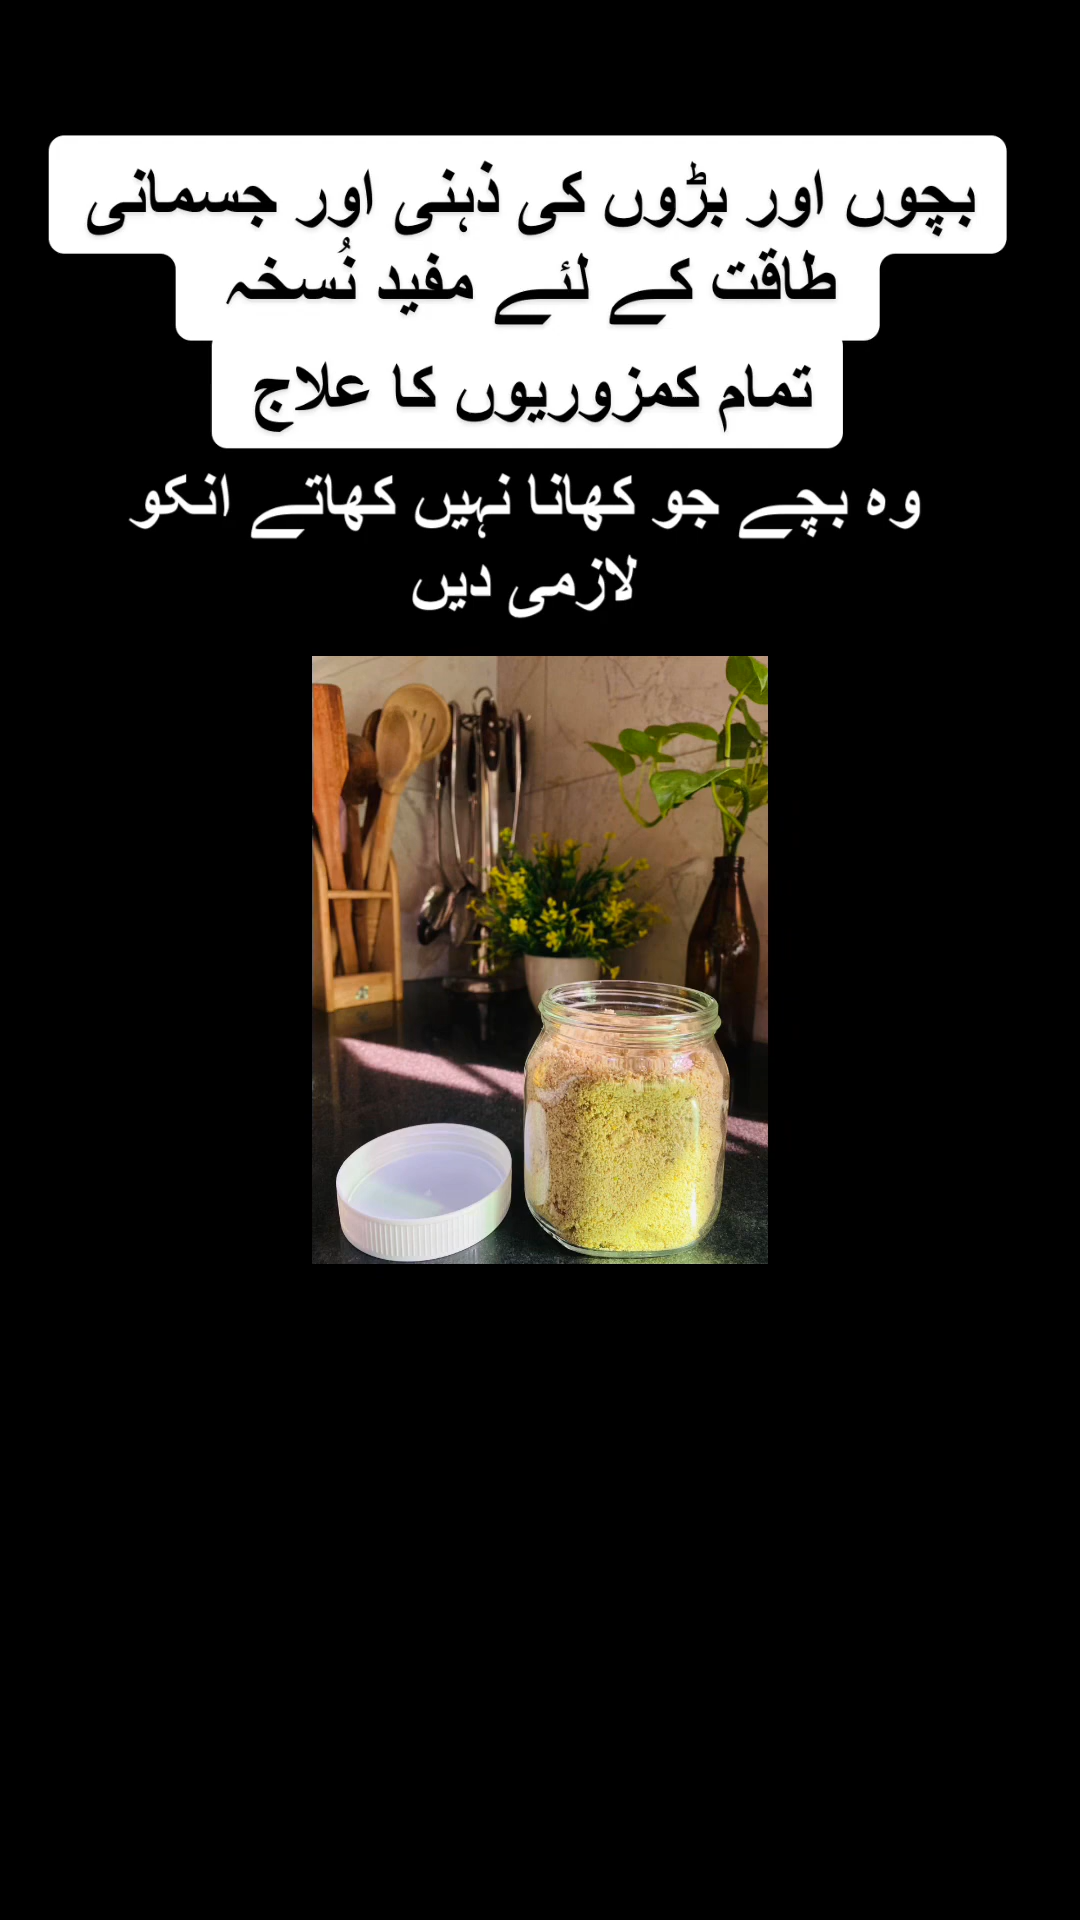 بچوں اور بڑوں کی ذہنی اور جسمانی
طاقت کے لئے مفید نُسخہ
تمام کمزوریوں کا علاج
وہ بچے جو کھانا نہیں کھاتے انکو
لازمی دیں